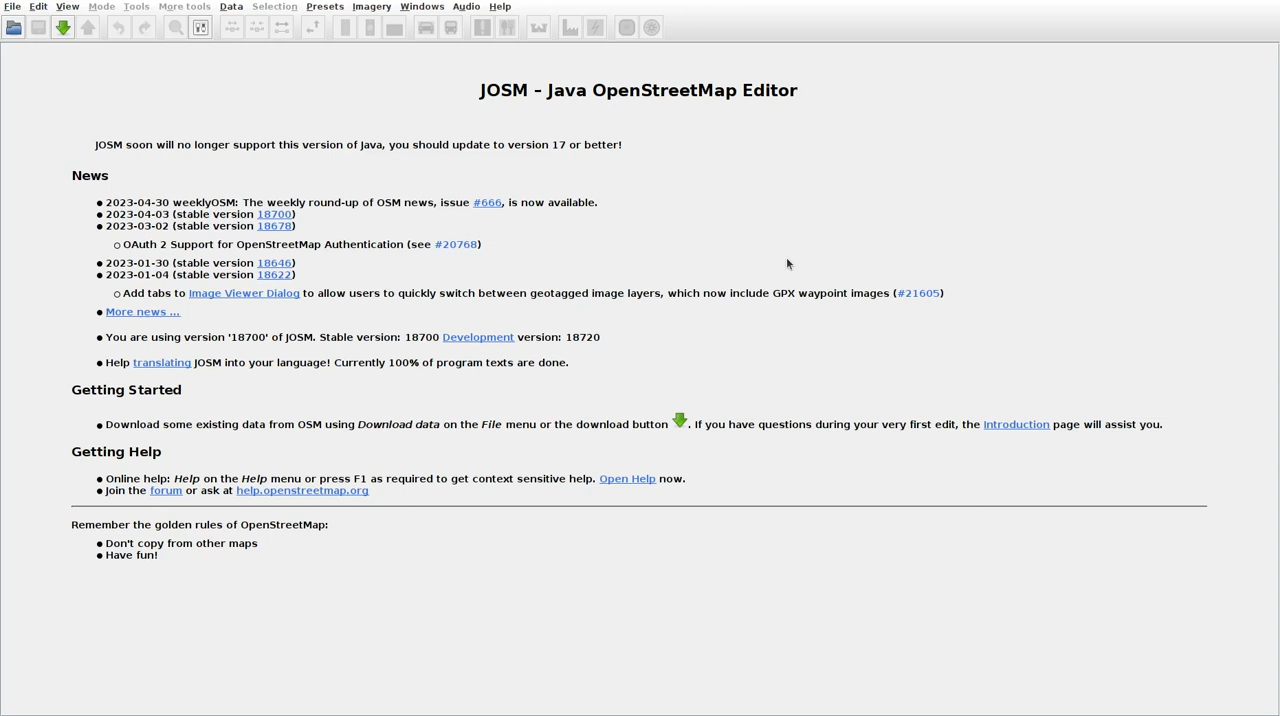 File Edit View Mode Tools More tools Data Selection Presets Imagery Windows Audio Help
JOSM – Java OpenStreetMap Editor
JOSM soon will no longer support this version of Java, you should update to version 17 or better!
News
● 2023-04-30 weeklyOSM: The weekly round-up of OSM news, issue #666, is now available.
● 2023-04-03 (stable version 18700)
● 2023-03-02 (stable version 18678)
○ OAuth 2 Support for OpenStreetMap Authentication (see #20768)
● 2023-01-30 (stable version 18646)
● 2023-01-04 (stable version 18622)
○ Add tabs to Image Viewer Dialog to allow users to quickly switch between geotagged image layers, which now include GPX waypoint images (#21605)
● More news ...
● You are using version '18700' of JOSM. Stable version: 18700 Development version: 18720
● Help translating JOSM into your language! Currently 100% of program texts are done.
Getting Started
● Download some existing data from OSM using Download data on the File menu or the download button . If you have questions during your very first edit, the Introduction page will assist you.
Getting Help
● Online help: Help on the Help menu or press F1 as required to get context sensitive help. Open Help now.
● Join the forum or ask at help.openstreetmap.org
Remember the golden rules of OpenStreetMap:
● Don't copy from other maps
● Have fun!